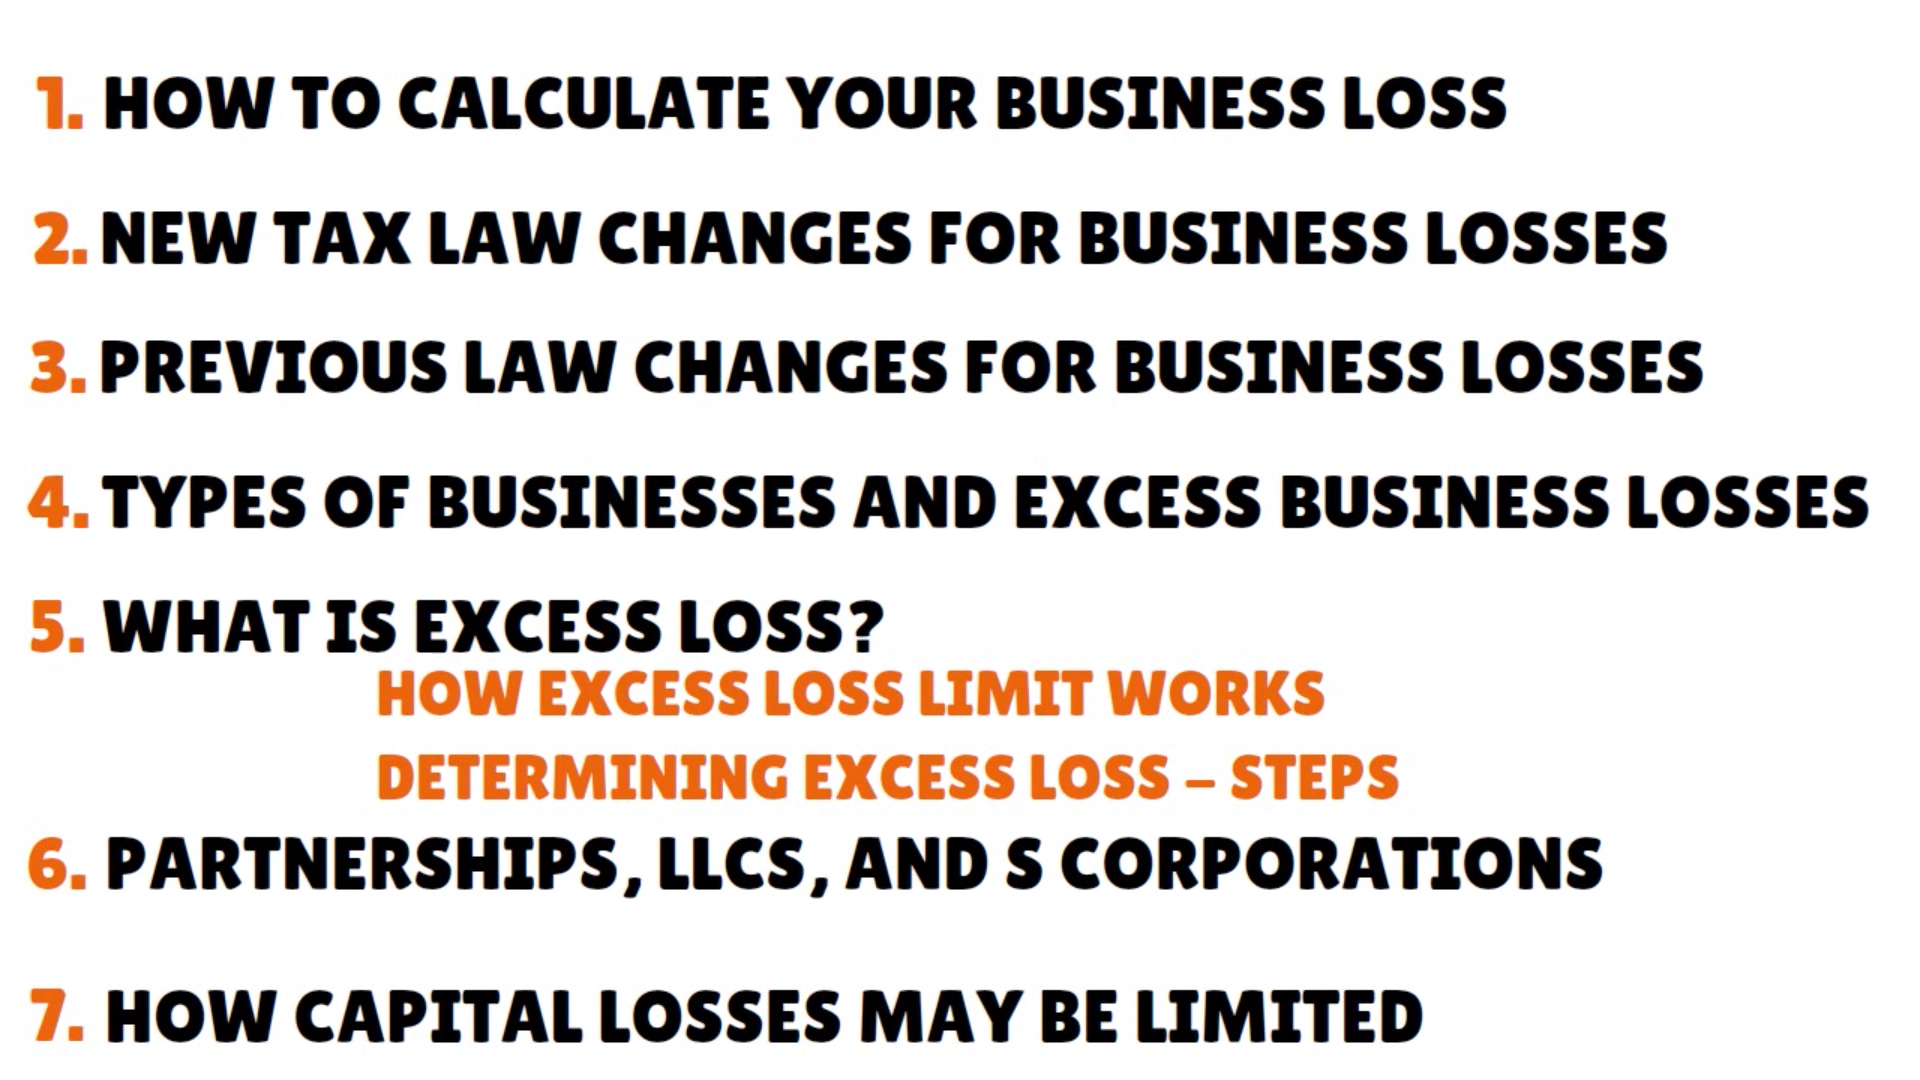 1. HOW TO CALCULATE YOUR BUSINESS LOSS
2. NEW TAX LAW CHANGES FOR BUSINESS LOSSES
3. PREVIOUS LAW CHANGES FOR BUSINESS LOSSES
4. TYPES OF BUSINESSES AND EXCESS BUSINESS LOSSES
5. WHAT IS EXCESS LOSS?
HOW EXCESS LOSS LIMIT WORKS
DETERMINING EXCESS LOSS – STEPS
6. PARTNERSHIPS, LLCS, AND S CORPORATIONS
7. HOW CAPITAL LOSSES MAY BE LIMITED